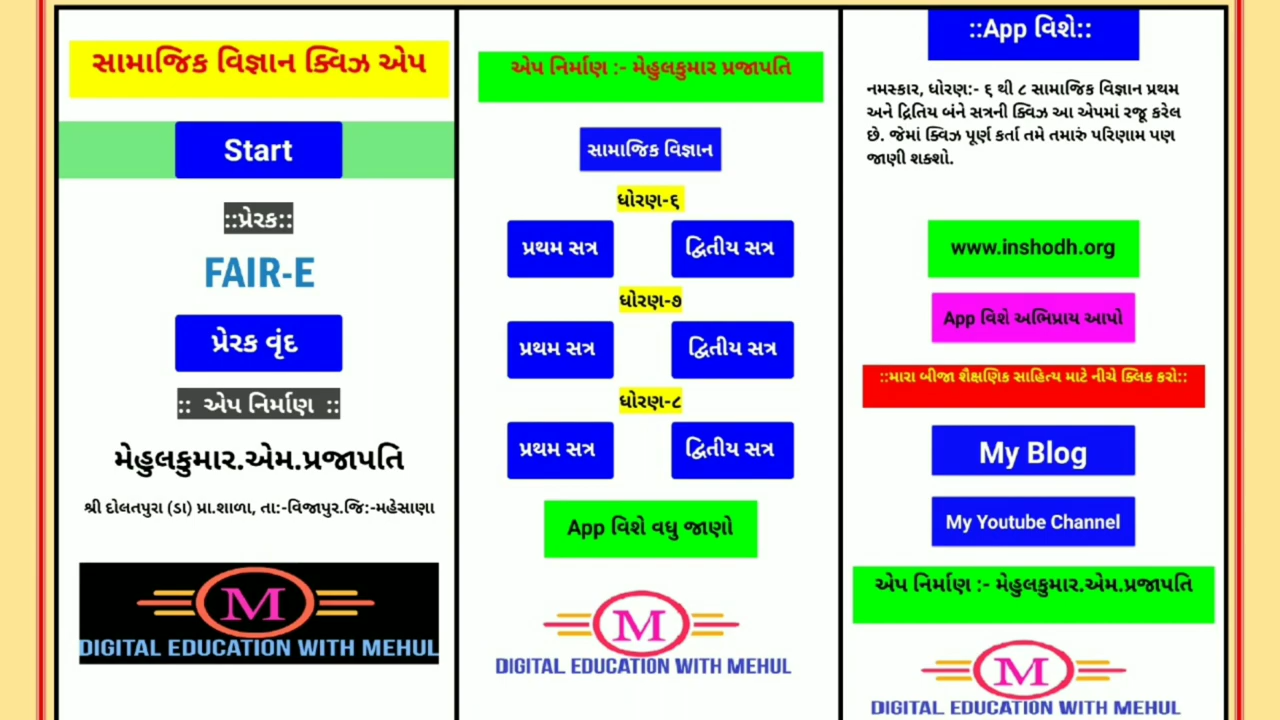 સામાજિક વિજ્ઞાન ક્વિઝ એપ
Start
::પ્રેરક::
FAIR-E
પ્રેરક વૃંદ
:: એપ નિર્માણ ::
મેહુલકુમાર.એમ.પ્રજાપતિ
શ્રી દોલતપુરા (ડા) પ્રા.શાળા, તા:-વિજાપુર.જિ:-મહેસાણા
M
DIGITAL EDUCATION WITH MEHUL
એપ નિર્માણ :- મેહુલકુમાર પ્રજાપતિ
સામાજિક વિજ્ઞાન
ધોરણ-૬
પ્રથમ સત્ર દ્વિતીય સત્ર
ધોરણ-૭
પ્રથમ સત્ર દ્વિતીય સત્ર
ધોરણ-૮
પ્રથમ સત્ર દ્વિતીય સત્ર
App વિશે વધુ જાણો
M
DIGITAL EDUCATION WITH MEHUL
::App વિશે::
નમસ્કાર, ધોરણ:- ૬ થી ૮ સામાજિક વિજ્ઞાન પ્રથમ
અને દ્રિતિય બંને સત્રની ક્વિઝ આ એપમાં રજૂ કરેલ
છે. જેમાં ક્વિઝ પૂર્ણ કર્તા તમે તમારું પરિણામ પણ
જાણી શકશો.
www.inshodh.org
App વિશે અભિપ્રાય આપો
::મારા બીજા શૈક્ષણિક સાહિત્ય માટે નીચે ક્લિક કરો::
My Blog
My Youtube Channel
એપ નિર્માણ :- મેહુલકુમાર.એમ.પ્રજાપતિ
M
DIGITAL EDUCATION WITH MEHUL